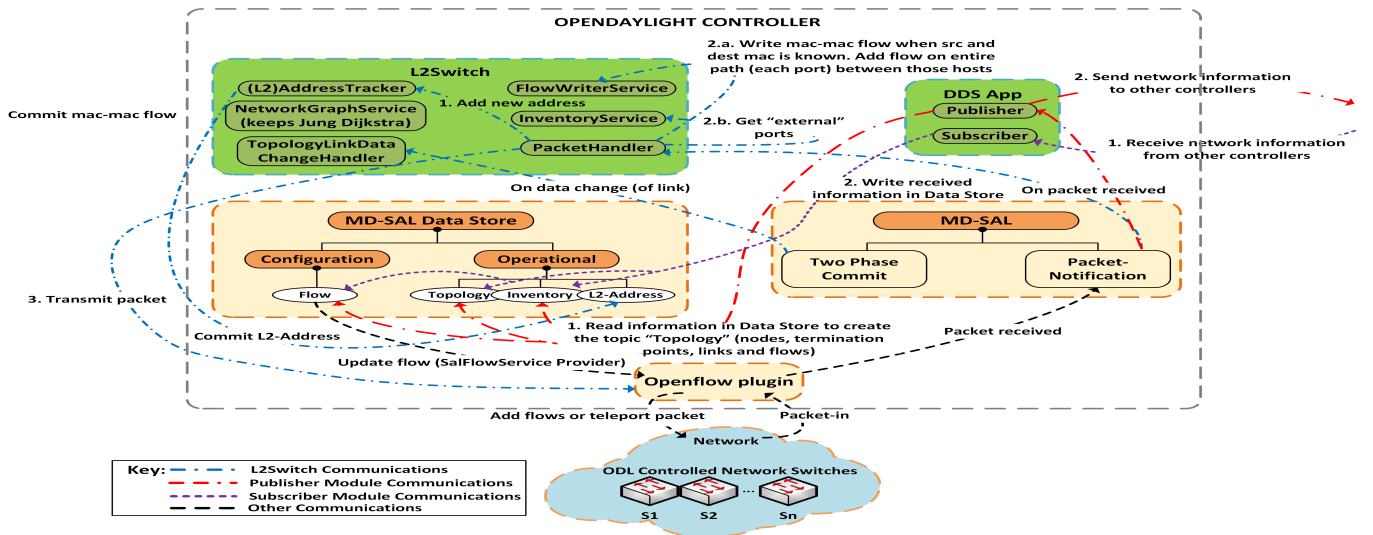 OPENDAYLIGHT CONTROLLER
2.a. Write mac-mac flow when src and
dest mac is known. Add flow on entire
path (each port) between those hosts
L2Switch
(L2)AddressTracker
FlowWriterService
1. Add new address
NetworkGraphService
(keeps Jung Dijkstra)
InventoryService
TopologyLinkData
ChangeHandler
PacketHandler
2.b. Get “external”
ports
DDS App
Publisher
Subscriber
2. Send network information
to other controllers
1. Receive network information
from other controllers
Commit mac-mac flow
On data change (of link)
2. Write received
information in Data Store
On packet received
MD-SAL Data Store
Configuration
Operational
Flow
Topology
Inventory
L2-Address
MD-SAL
Two Phase
Commit
Packet-
Notification
3. Transmit packet
Commit L2-Address
1. Read information in Data Store to create
the topic “Topology” (nodes, termination
points, links and flows)
Packet received
Update flow (SalFlowService Provider)
Openflow plugin
Add flows or teleport packet
Packet-in
Network
ODL Controlled Network Switches
...
S1
S2
Sn
Key:
L2Switch Communications
Publisher Module Communications
Subscriber Module Communications
Other Communications